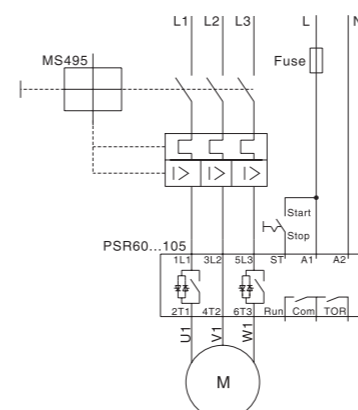 L1 L2 L3 L N
MS495
Fuse
I> I> I>
Start
Stop
PSR60...105
1L1 3L2 5L3 ST A1 A2
2T1 4T2 6T3 Run Com TOR
U1 V1 W1
M